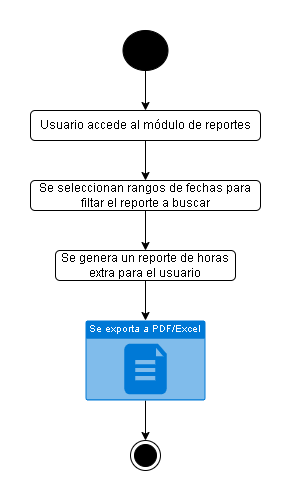 Usuario accede al módulo de reportes
Se seleccionan rangos de fechas para
filtar el reporte a buscar
Se genera un reporte de horas
extra para el usuario
Se exporta a PDF/Excel